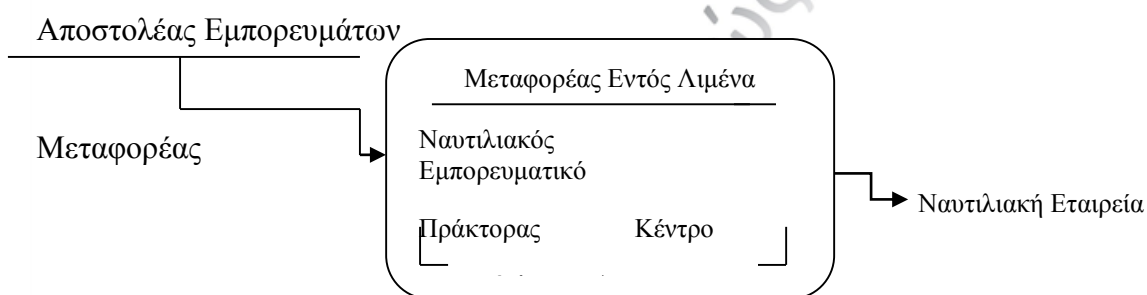 Αποστολέας Εμπορευμάτων
Μεταφορέας Εντός Λιμένα
Μεταφορέας
Ναυτιλιακός
Εμπορευματικό
Ναυτιλιακή Εταιρεία
Πράκτορας Κέντρο